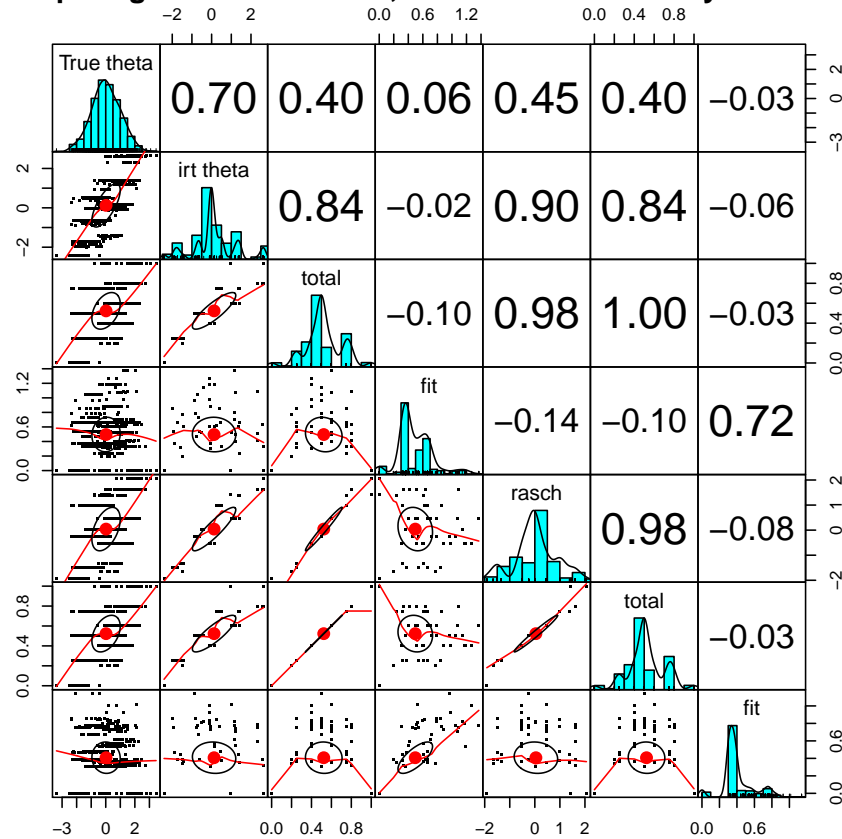 −2 0 2 0.0 0.6 1.2 0.0 0.4 0.8
True theta
0.70 0.40 0.06 0.45 0.40 −0.03
−3 0 2
irt theta
−2 0 2
0.84 −0.02 0.90 0.84 −0.06
total
−0.10 0.98 1.00 −0.03
0.0 0.4 0.8
fit
0.0 0.6 1.2
−0.14 −0.10 0.72
rasch
0.98 −0.08
−2 0 1 2
total
0.0 0.4 0.8
−0.03
fit
0.0 0.6
−3 0 2 0.0 0.4 0.8 −2 0 1 2 0.0 0.6